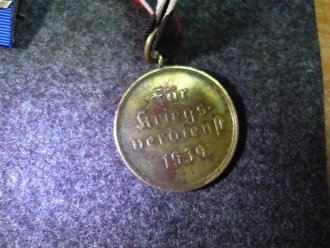 Für
Kriegs-
verdienst
1939